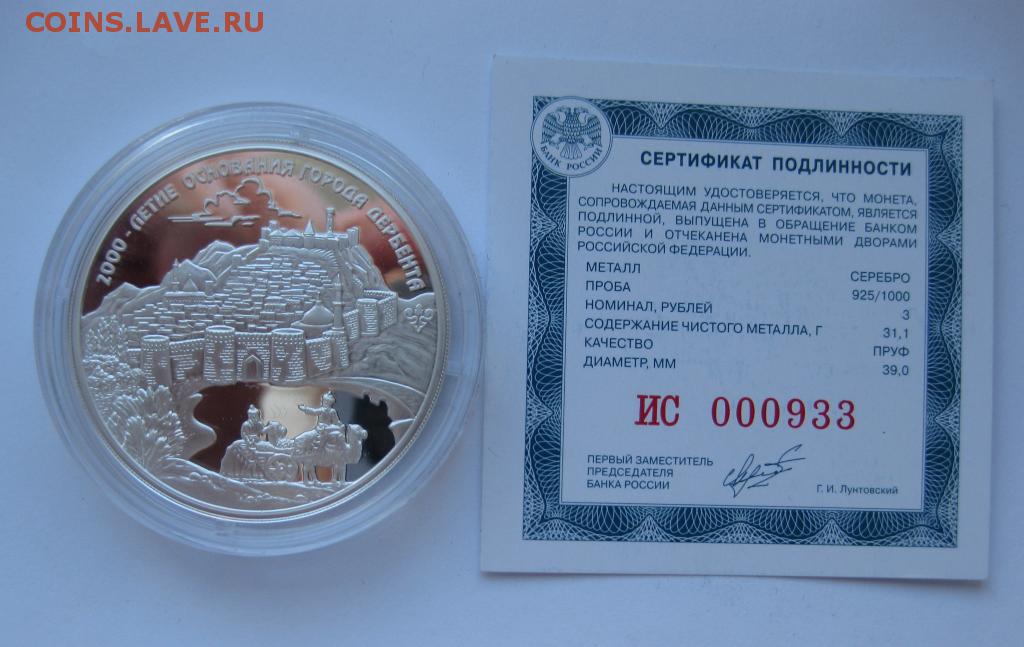 COINS.LAVE.RU
2000-ЛЕТИЕ ОСНОВАНИЯ ГОРОДА ДЕРБЕНТА
БАНК РОССИИ
СЕРТИФИКАТ ПОДЛИННОСТИ
НАСТОЯЩИМ УДОСТОВЕРЯЕТСЯ, ЧТО МОНЕТА,
СОПРОВОЖДАЕМАЯ ДАННЫМ СЕРТИФИКАТОМ, ЯВЛЯЕТСЯ
ПОДЛИННОЙ, ВЫПУЩЕНА В ОБРАЩЕНИЕ БАНКОМ
РОССИИ И ОТЧЕКАНЕНА МОНЕТНЫМИ ДВОРАМИ
РОССИЙСКОЙ ФЕДЕРАЦИИ.
МЕТАЛЛ СЕРЕБРО
ПРОБА 925/1000
НОМИНАЛ, РУБЛЕЙ 3
СОДЕРЖАНИЕ ЧИСТОГО МЕТАЛЛА, Г 31,1
КАЧЕСТВО ПРУФ
ДИАМЕТР, ММ 39,0
ИС 000933
ПЕРВЫЙ ЗАМЕСТИТЕЛЬ
ПРЕДСЕДАТЕЛЯ
БАНКА РОССИИ
Г. И. Лунтовский